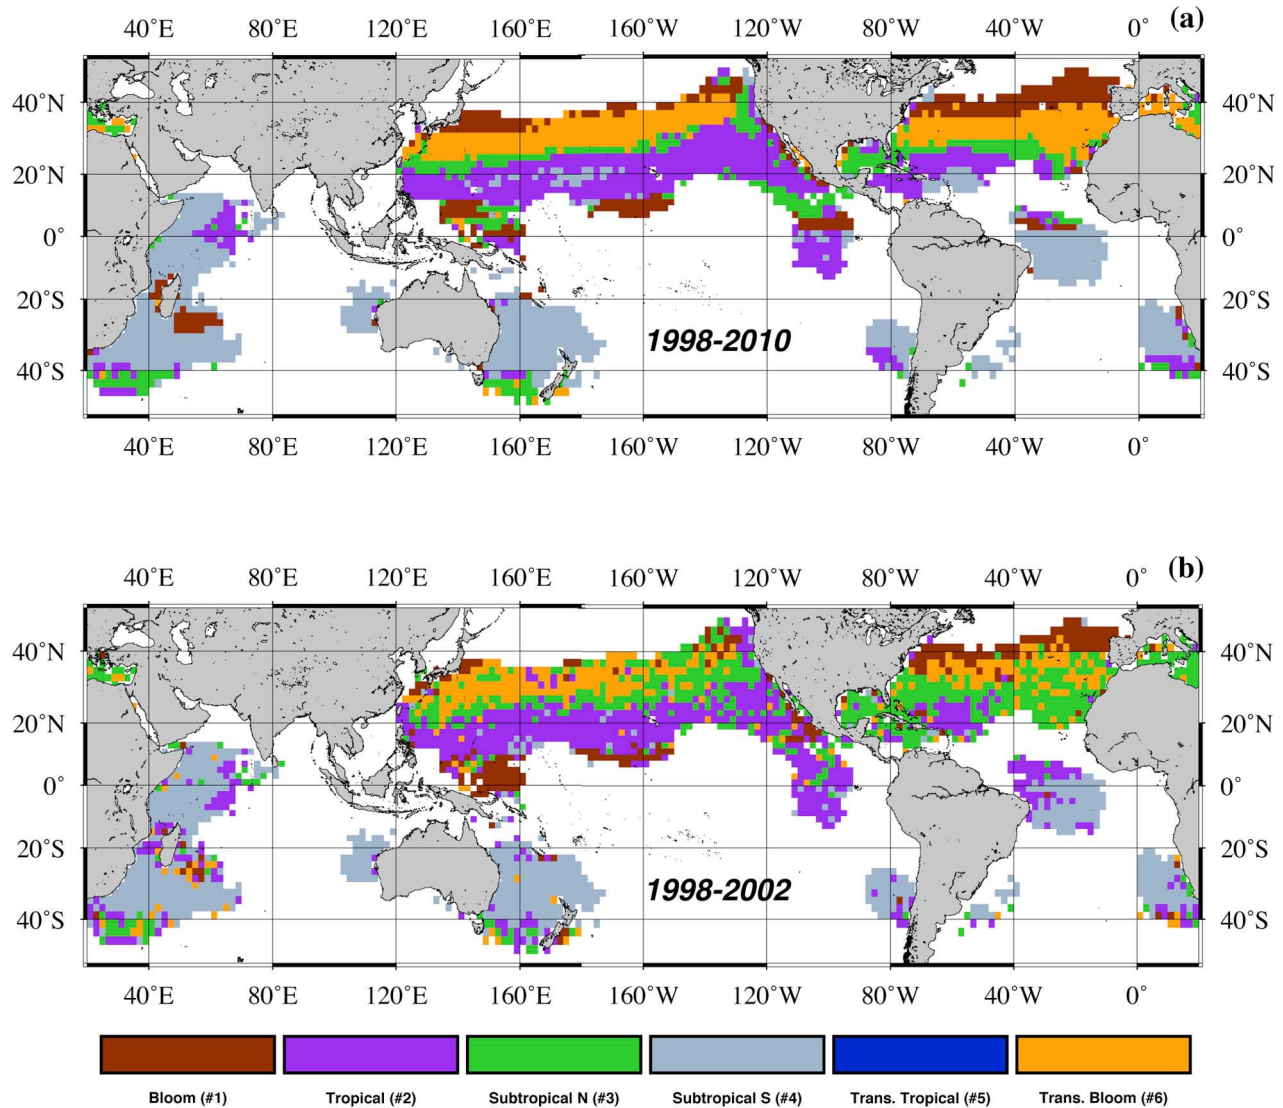 (a)
40°E 80°E 120°E 160°E 160°W 120°W 80°W 40°W 0°
40°N 40°N
20°N 20°N
0° 0°
20°S 20°S
1998-2010
40°S 40°S
40°E 80°E 120°E 160°E 160°W 120°W 80°W 40°W 0°
(b)
40°E 80°E 120°E 160°E 160°W 120°W 80°W 40°W 0°
40°N 40°N
20°N 20°N
0° 0°
20°S 20°S
1998-2002
40°S 40°S
40°E 80°E 120°E 160°E 160°W 120°W 80°W 40°W 0°
Bloom (#1) Tropical (#2) Subtropical N (#3) Subtropical S (#4) Trans. Tropical (#5) Trans. Bloom (#6)